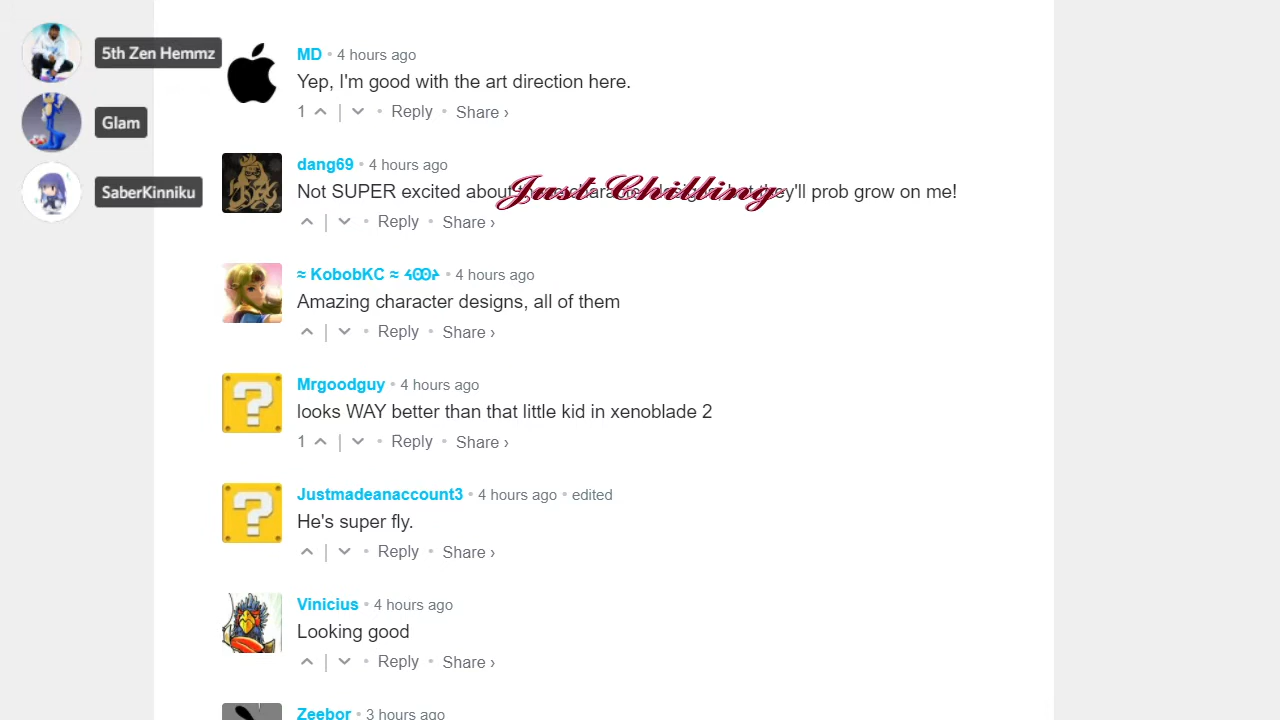 5th Zen Hemmz
Glam
SaberKinniku
MD • 4 hours ago
Yep, I'm good with the art direction here.
1 | • Reply • Share ›
dang69 • 4 hours ago
Not SUPER excited about they'll prob grow on me!
Just Chilling
| • Reply • Share ›
≈ KobobKC ≈ • 4 hours ago
Amazing character designs, all of them
| • Reply • Share ›
Mrgoodguy • 4 hours ago
looks WAY better than that little kid in xenoblade 2
1 | • Reply • Share ›
Justmadeanaccount3 • 4 hours ago • edited
He's super fly.
| • Reply • Share ›
Vinicius • 4 hours ago
Looking good
| • Reply • Share ›
Zeebor • 3 hours ago